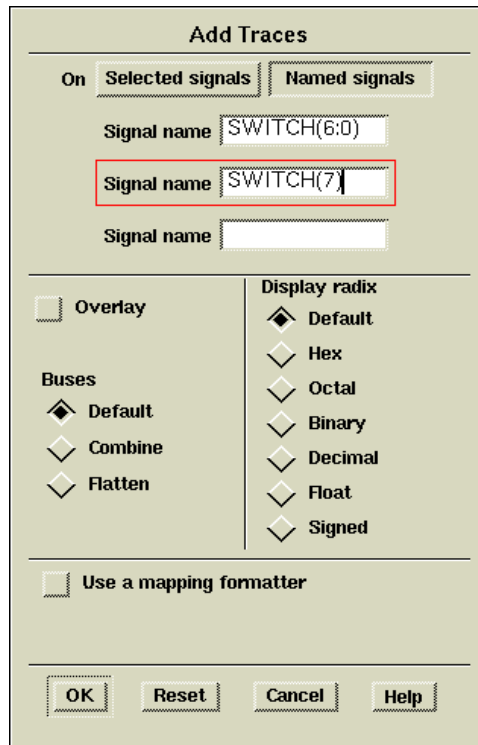 Add Traces
On Selected signals Named signals
Signal name SWITCH(6:0)
Signal name SWITCH(7)
Signal name
Overlay
Buses
Default
Combine
Flatten
Display radix
Default
Hex
Octal
Binary
Decimal
Float
Signed
Use a mapping formatter
OK Reset Cancel Help